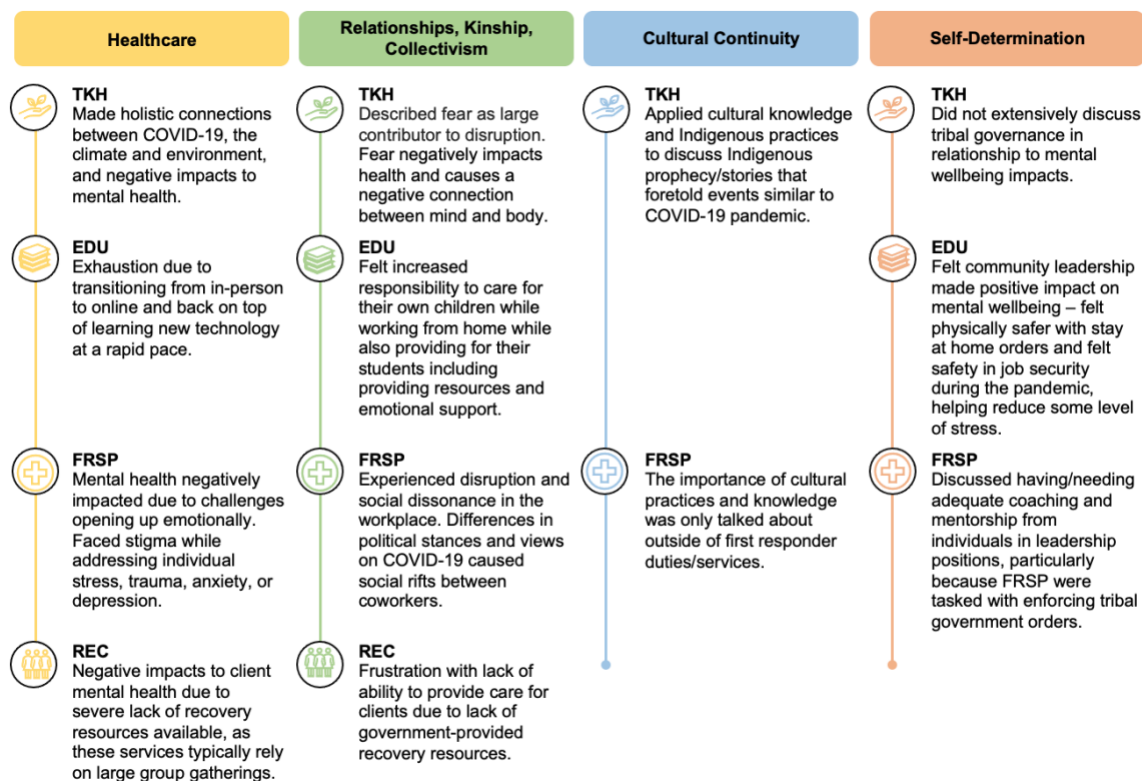 Healthcare
TKH
Made holistic connections
between COVID-19, the
climate and environment,
and negative impacts to
mental health.
EDU
Exhaustion due to
transitioning from in-person
to online and back on top
of learning new technology
at a rapid pace.
FRSP
Mental health negatively
impacted due to challenges
opening up emotionally.
Faced stigma while
addressing individual
stress, trauma, anxiety, or
depression.
REC
Negative impacts to client
mental health due to
severe lack of recovery
resources available, as
these services typically rely
on large group gatherings.
Relationships, Kinship,
Collectivism
TKH
Described fear as large
contributor to disruption.
Fear negatively impacts
health and causes a
negative connection
between mind and body.
EDU
Felt increased
responsibility to care for
their own children while
working from home while
also providing for their
students including
providing resources and
emotional support.
FRSP
Experienced disruption and
social dissonance in the
workplace. Differences in
political stances and views
on COVID-19 caused
social rifts between
coworkers.
REC
Frustration with lack of
ability to provide care for
clients due to lack of
government-provided
recovery resources.
Cultural Continuity
TKH
Applied cultural knowledge
and Indigenous practices
to discuss Indigenous
prophecy/stories that
foretold events similar to
COVID-19 pandemic.
FRSP
The importance of cultural
practices and knowledge
was only talked about
outside of first responder
duties/services.
Self-Determination
TKH
Did not extensively discuss
tribal governance in
relationship to mental
wellbeing impacts.
EDU
Felt community leadership
made positive impact on
mental wellbeing – felt
physically safer with stay
at home orders and felt
safety in job security
during the pandemic,
helping reduce some level
of stress.
FRSP
Discussed having/needing
adequate coaching and
mentorship from
individuals in leadership
positions, particularly
because FRSP were
tasked with enforcing tribal
government orders.